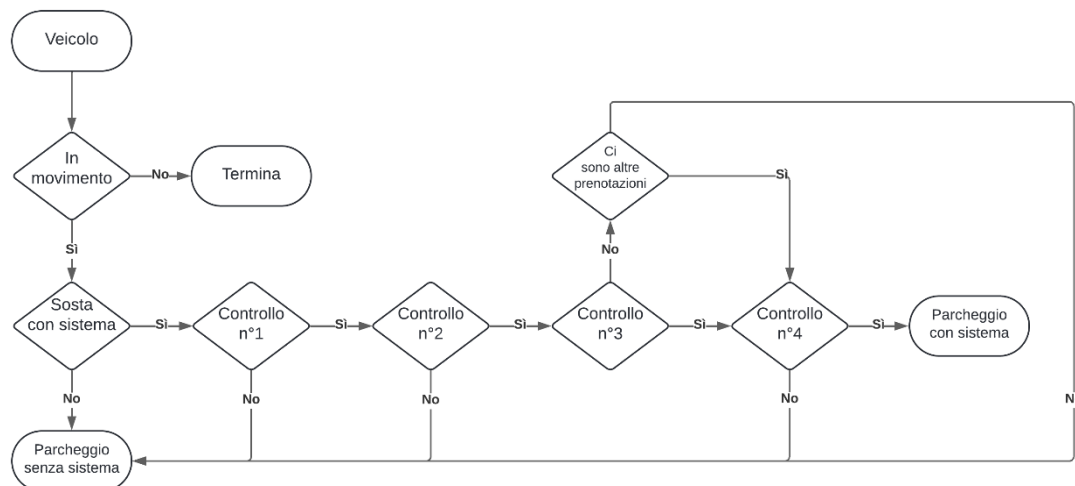 Veicolo
In
movimento
No
Termina
Ci
sono altre
prenotazioni
Sì
Sì
No
Sosta
con sistema
Sì
Controllo
n°1
Sì
Controllo
n°2
Sì
Controllo
n°3
Sì
Controllo
n°4
Sì
Parcheggio
con sistema
No
No
No
No
N
Parcheggio
senza sistema